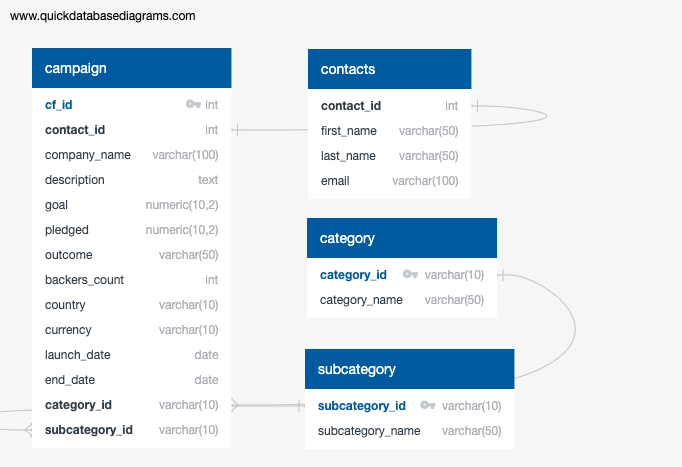 www.quickdatabasediagrams.com
campaign
cf_id int
contact_id int
company_name varchar(100)
description text
goal numeric(10,2)
pledged numeric(10,2)
outcome varchar(50)
backers_count int
country varchar(10)
currency varchar(10)
launch_date date
end_date date
category_id varchar(10)
subcategory_id varchar(10)
contacts
contact_id int
first_name varchar(50)
last_name varchar(50)
email varchar(100)
category
category_id varchar(10)
category_name varchar(50)
subcategory
subcategory_id varchar(10)
subcategory_name varchar(50)